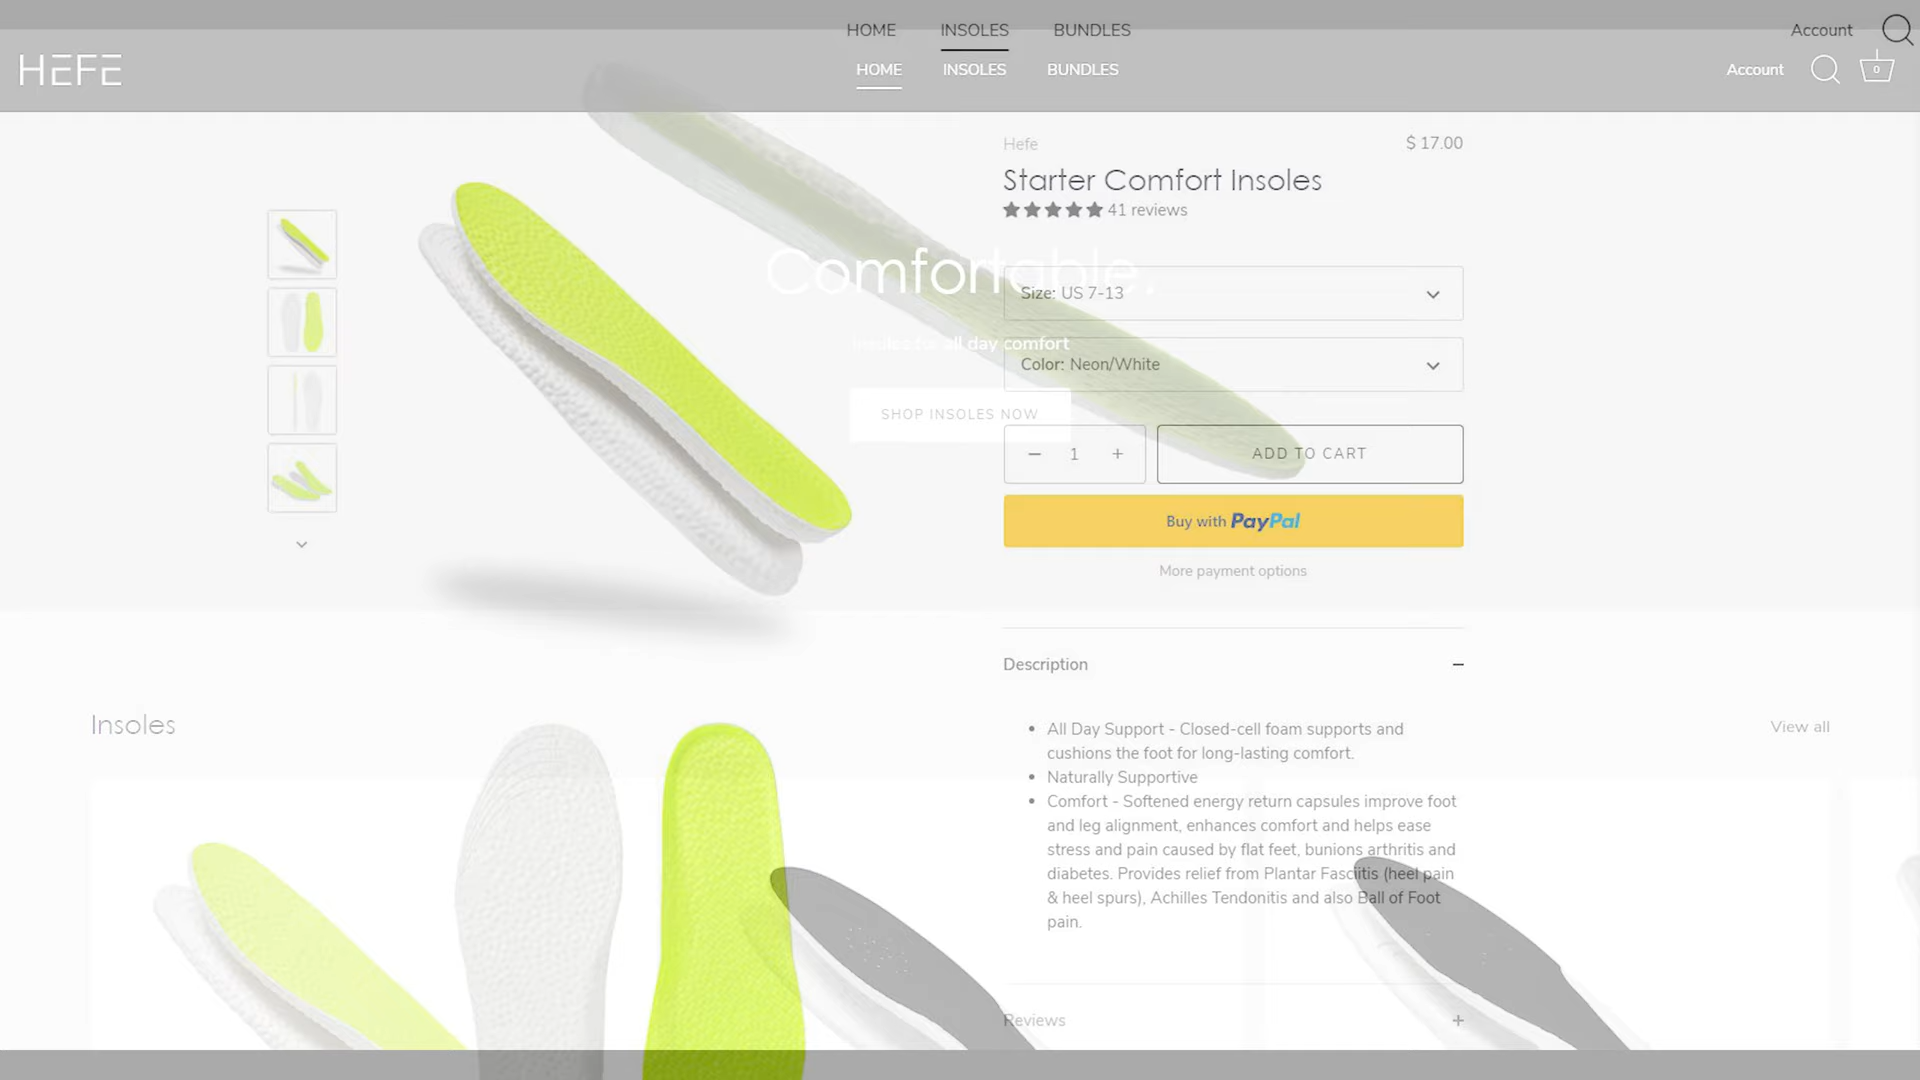 HOME INSOLES BUNDLES Account
HEFE HOME INSOLES BUNDLES Account 0
Hefe $ 17.00
Starter Comfort Insoles
41 reviews
Comfortable.
Size: US 7-13
Insoles for all day comfort
Color: Neon/White
SHOP INSOLES NOW
− 1 + ADD TO CART
Buy with PayPal
More payment options
Description
Insoles View all
All Day Support - Closed-cell foam supports and
cushions the foot for long-lasting comfort.
Naturally Supportive
Comfort - Softened energy return capsules improve foot
and leg alignment, enhances comfort and helps ease
stress and pain caused by flat feet, bunions arthritis and
diabetes. Provides relief from Plantar Fasciitis (heel pain
& heel spurs), Achilles Tendonitis and also Ball of Foot
pain.
Reviews